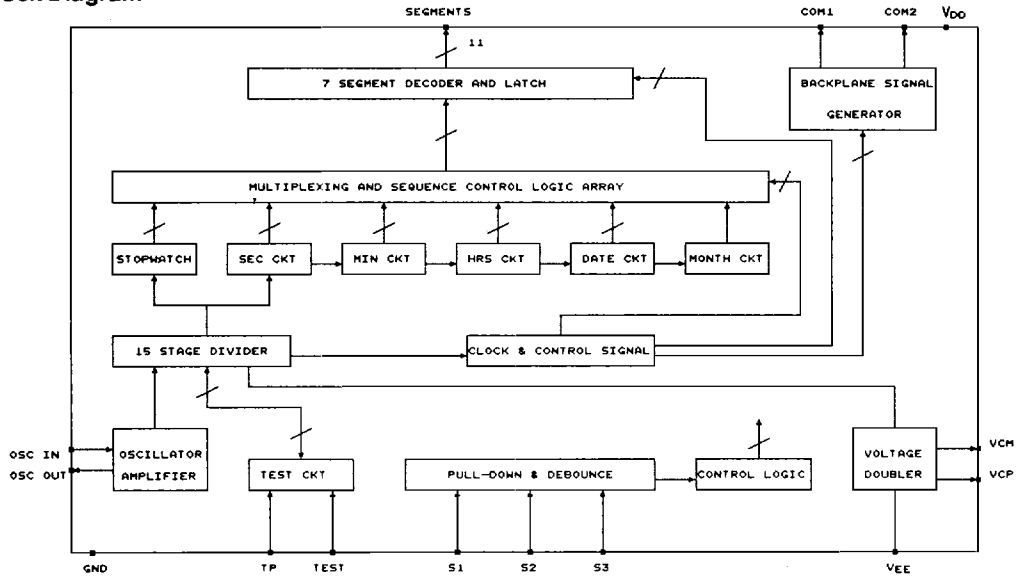 SEGMENTS
COM1 COM2 VDD
11
7 SEGMENT DECODER AND LATCH
BACKPLANE SIGNAL
GENERATOR
MULTIPLEXING AND SEQUENCE CONTROL LOGIC ARRAY
STOPWATCH
SEC CKT
MIN CKT
HRS CKT
DATE CKT
MONTH CKT
15 STAGE DIVIDER
CLOCK & CONTROL SIGNAL
OSC IN
OSC OUT
OSCILLATOR
AMPLIFIER
TEST CKT
PULL-DOWN & DEBOUNCE
CONTROL LOGIC
VOLTAGE
DOUBLER
VCM
VCP
GND
TP
TEST
S1
S2
S3
VEE